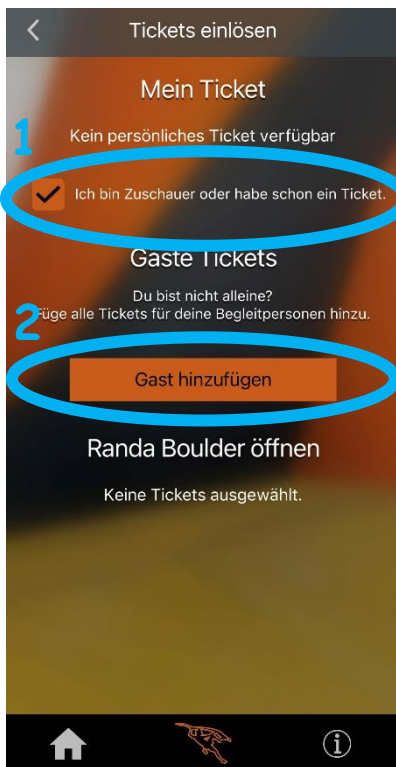 Tickets einlösen
Mein Ticket
1
Kein persönliches Ticket verfügbar
Ich bin Zuschauer oder habe schon ein Ticket.
Gäste Tickets
Du bist nicht alleine?
2
Füge alle Tickets für deine Begleitpersonen hinzu.
Gast hinzufügen
Randa Boulder öffnen
Keine Tickets ausgewählt.